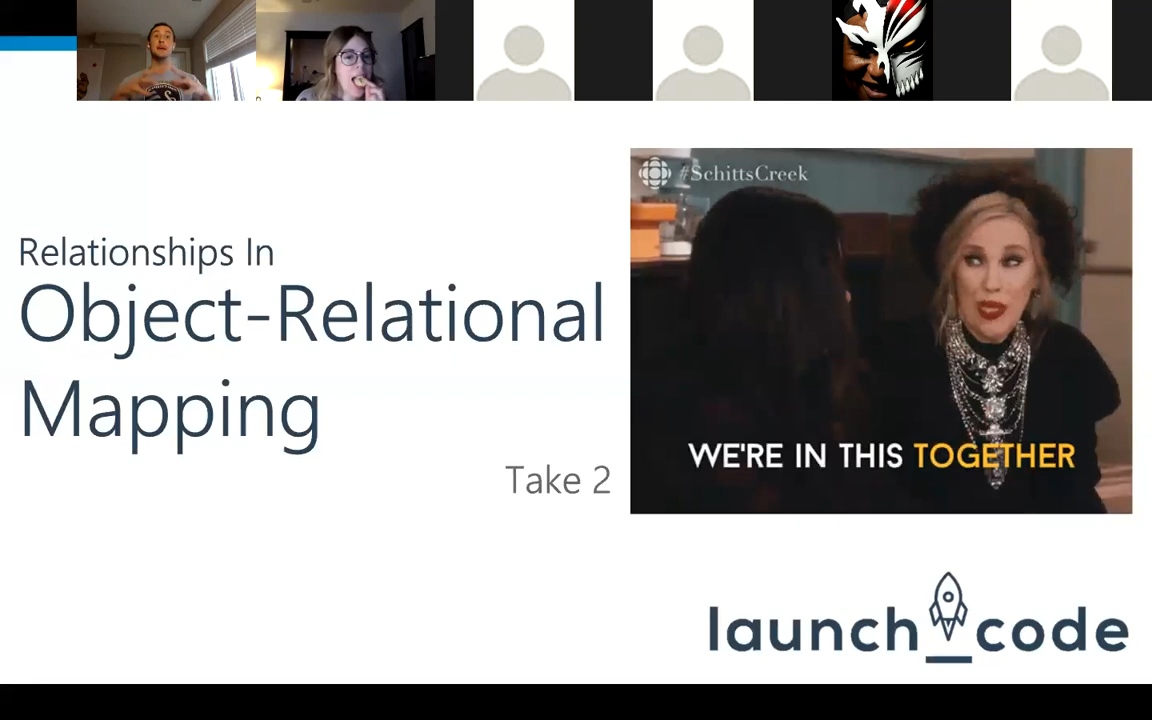 #SchittsCreek
Relationships In
Object-Relational
Mapping
Take 2
WE'RE IN THIS TOGETHER
launch_code